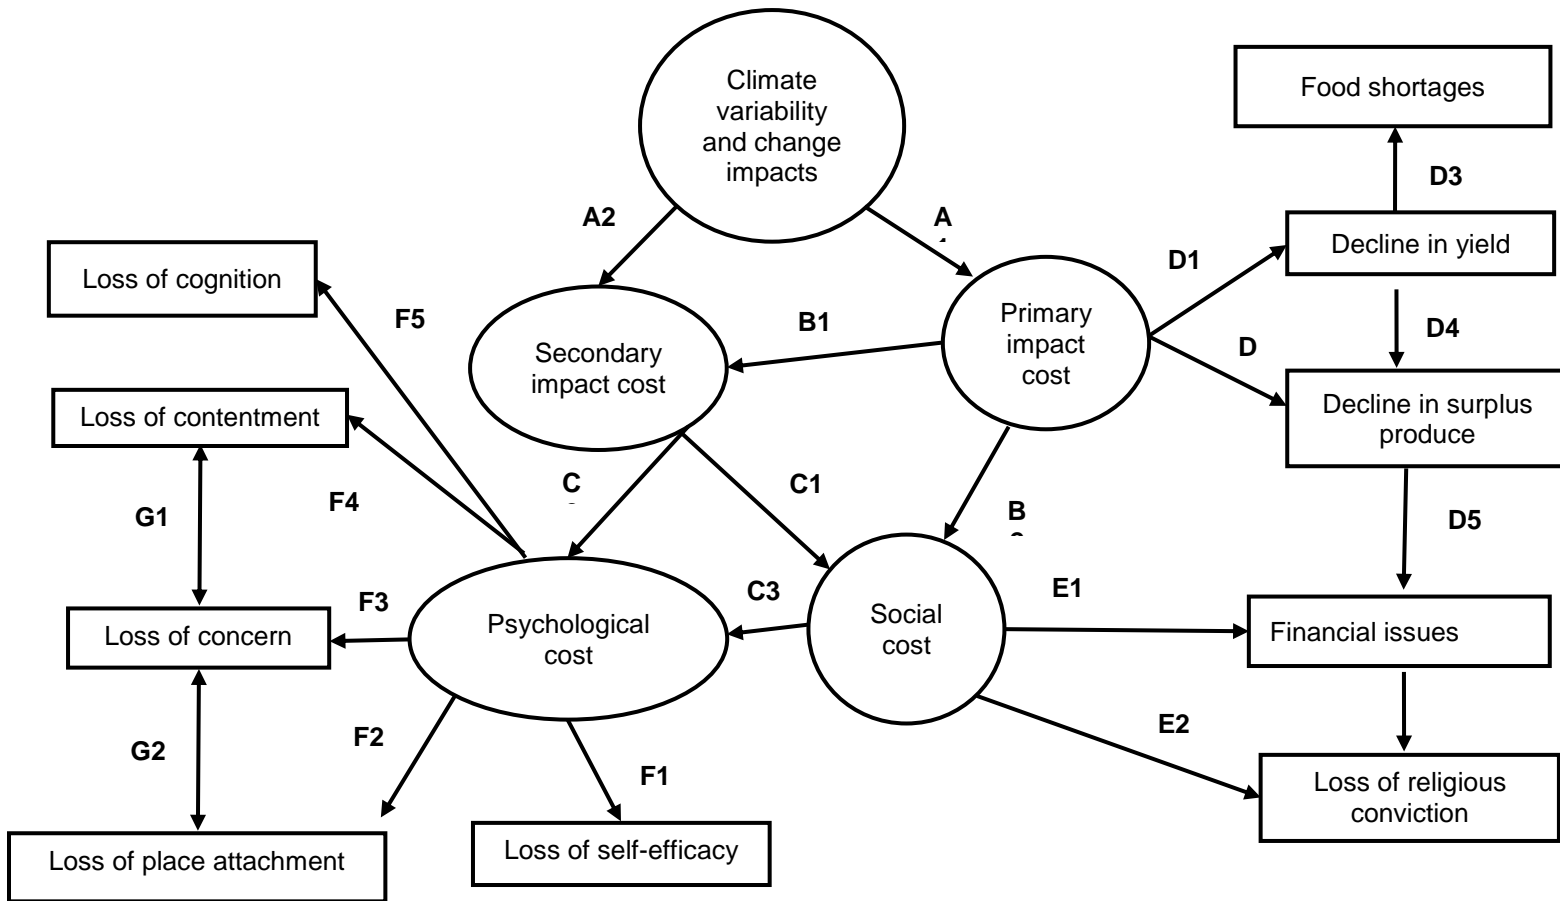 Climate
variability
and change
impacts
Food shortages
D3
A2
A
Decline in yield
D1
Loss of cognition
F5
B1
Primary
impact
cost
D4
D
Secondary
impact cost
Loss of contentment
Decline in surplus
produce
C
C1
F4
G1
B
D5
F3
C3
E1
Loss of concern
Psychological
cost
Social
cost
Financial issues
G2
F2
F1
E2
Loss of religious
conviction
Loss of place attachment
Loss of self-efficacy